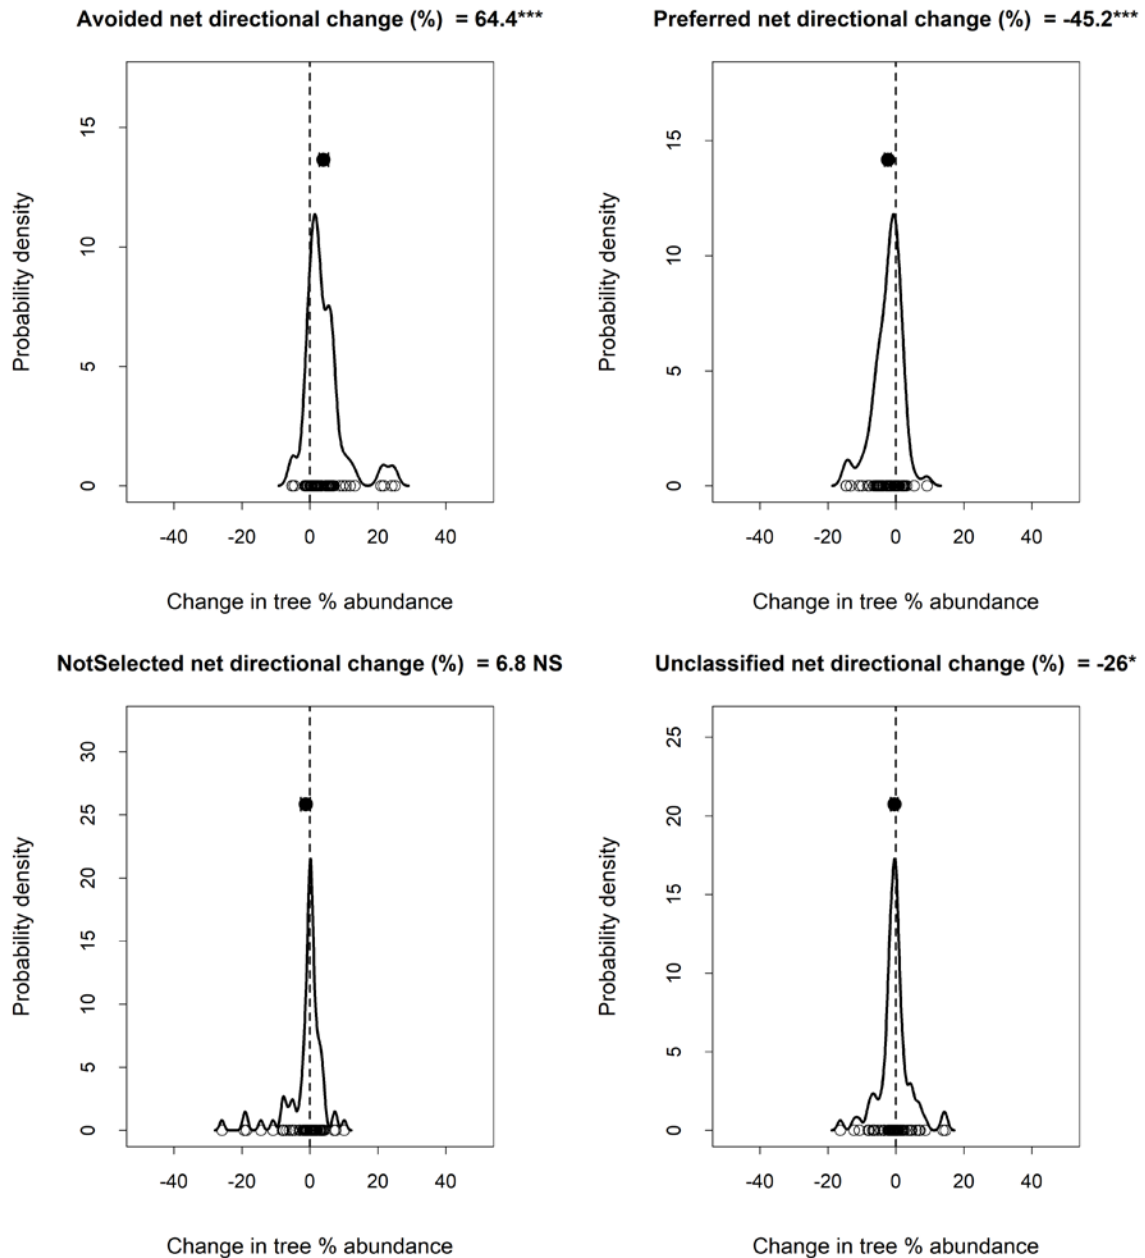 Avoided net directional change (%) = 64.4***
Probability density
15
10
5
0
-40 -20 0 20 40
Change in tree % abundance
Preferred net directional change (%) = -45.2***
Probability density
15
10
5
0
-40 -20 0 20 40
Change in tree % abundance
NotSelected net directional change (%) = 6.8 NS
Probability density
30
25
20
15
10
5
0
-40 -20 0 20 40
Change in tree % abundance
Unclassified net directional change (%) = -26*
Probability density
25
20
15
10
5
0
-40 -20 0 20 40
Change in tree % abundance